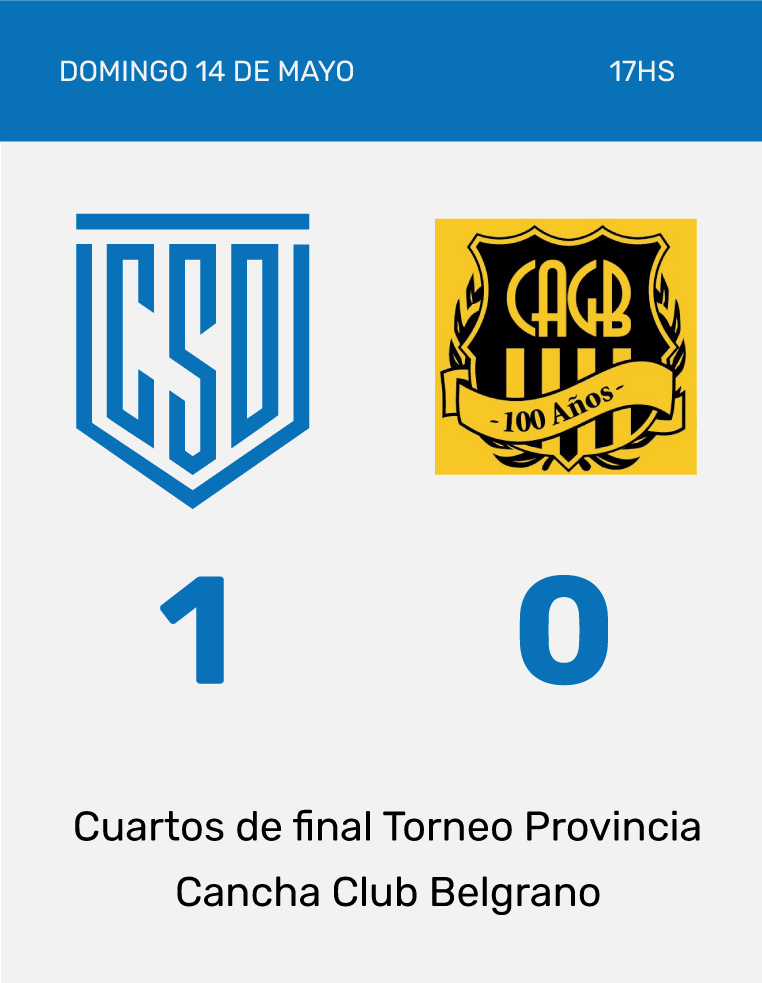 DOMINGO 14 DE MAYO 17HS
CSD CAGB
-100 Años-
1 0
Cuartos de final Torneo Provincia
Cancha Club Belgrano